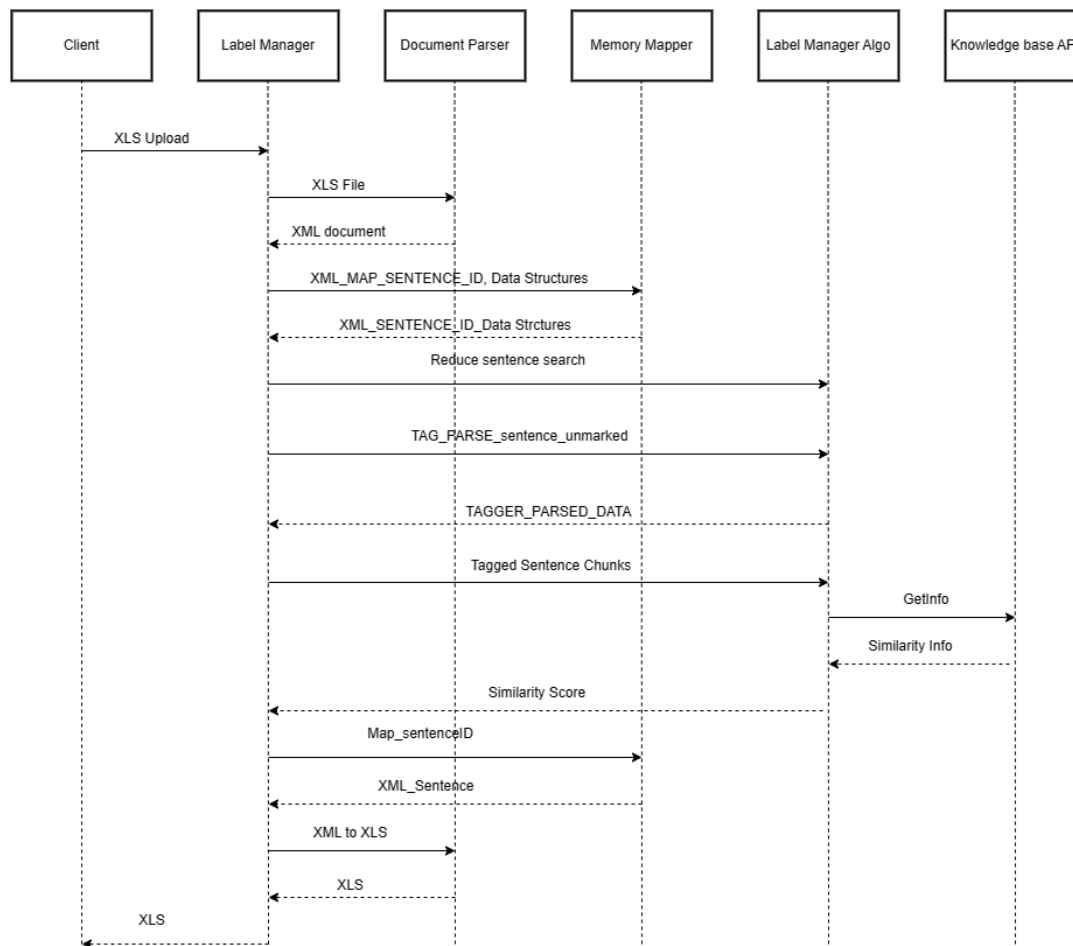 Client
Label Manager
Document Parser
Memory Mapper
Label Manager Algo
Knowledge base AP
XLS Upload
XLS File
XML document
XML_MAP_SENTENCE_ID, Data Structures
XML_SENTENCE_ID_Data Strctures
Reduce sentence search
TAG_PARSE_sentence_unmarked
TAGGER_PARSED_DATA
Tagged Sentence Chunks
GetInfo
Similarity Info
Similarity Score
Map_sentenceID
XML_Sentence
XML to XLS
XLS
XLS